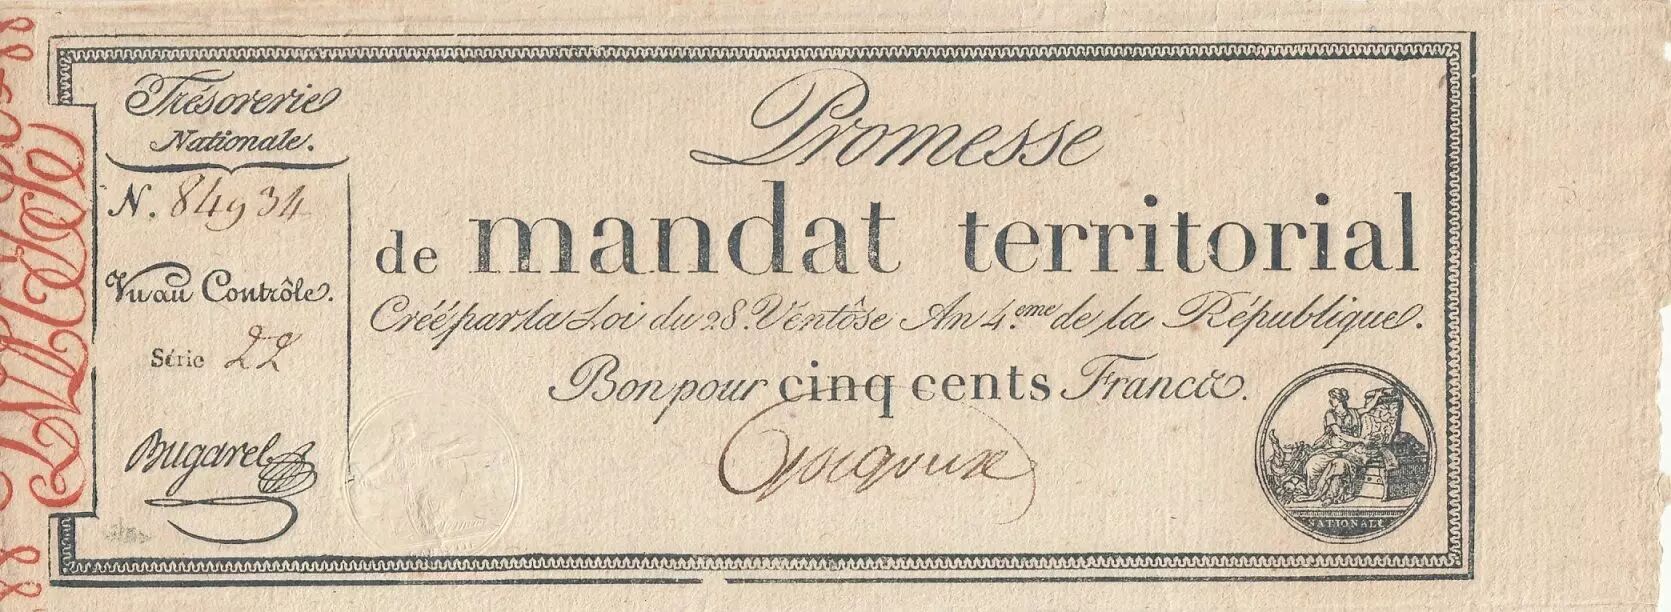 Trésorerie
Nationale.
N. 84934
Vu au Contrôle.
Série 22
Bugarel
Promesse
de mandat territorial
Créé par la Loi du 28. Ventôse An 4.eme de la République.
Bon pour cinq cents Francs.
NATIONALE